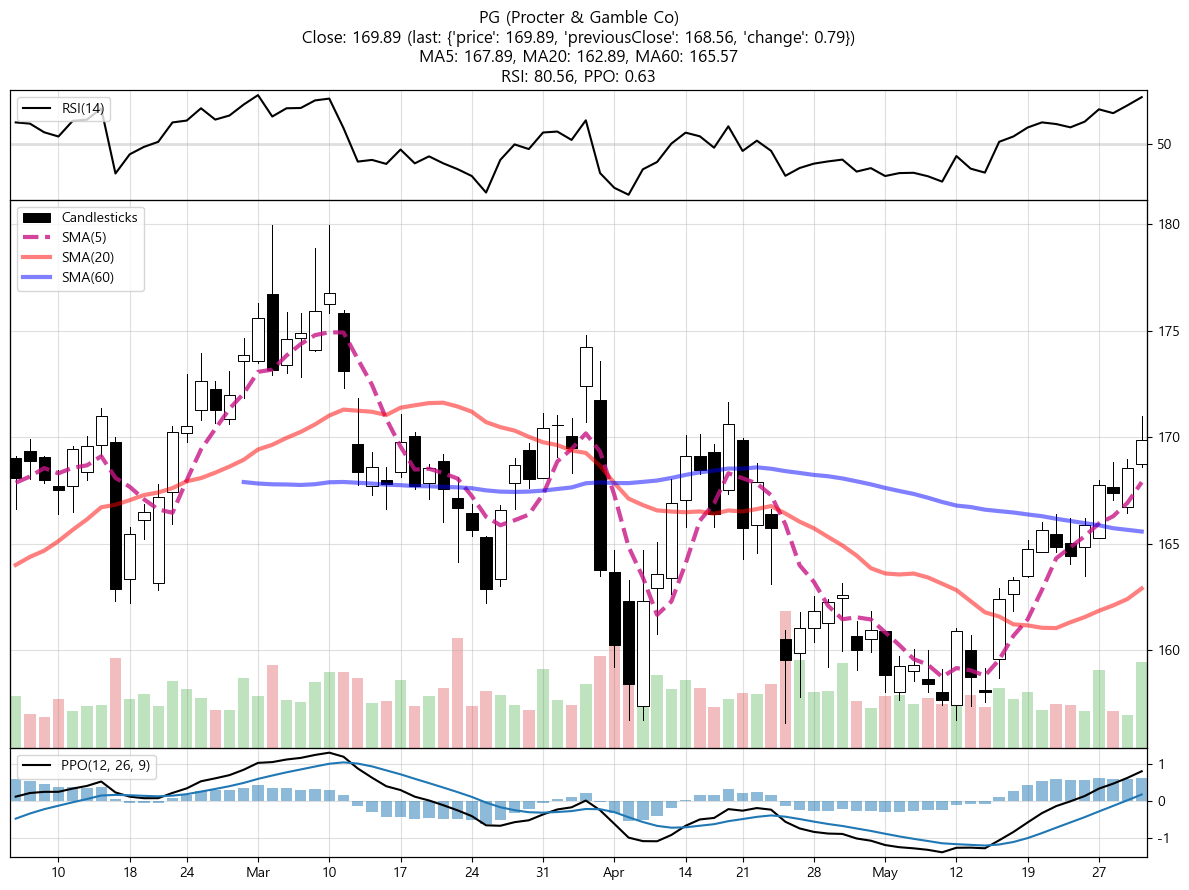 PG (Procter & Gamble Co)
Close: 169.89 (last: {'price': 169.89, 'previousClose': 168.56, 'change': 0.79})
MA5: 167.89, MA20: 162.89, MA60: 165.57
RSI: 80.56, PPO: 0.63
RSI(14)
50
Candlesticks
SMA(5)
SMA(20)
SMA(60)
180
175
170
165
160
PPO(12, 26, 9)
1
0
-1
10 18 24 Mar 10 17 24 31 Apr 14 21 28 May 12 19 27